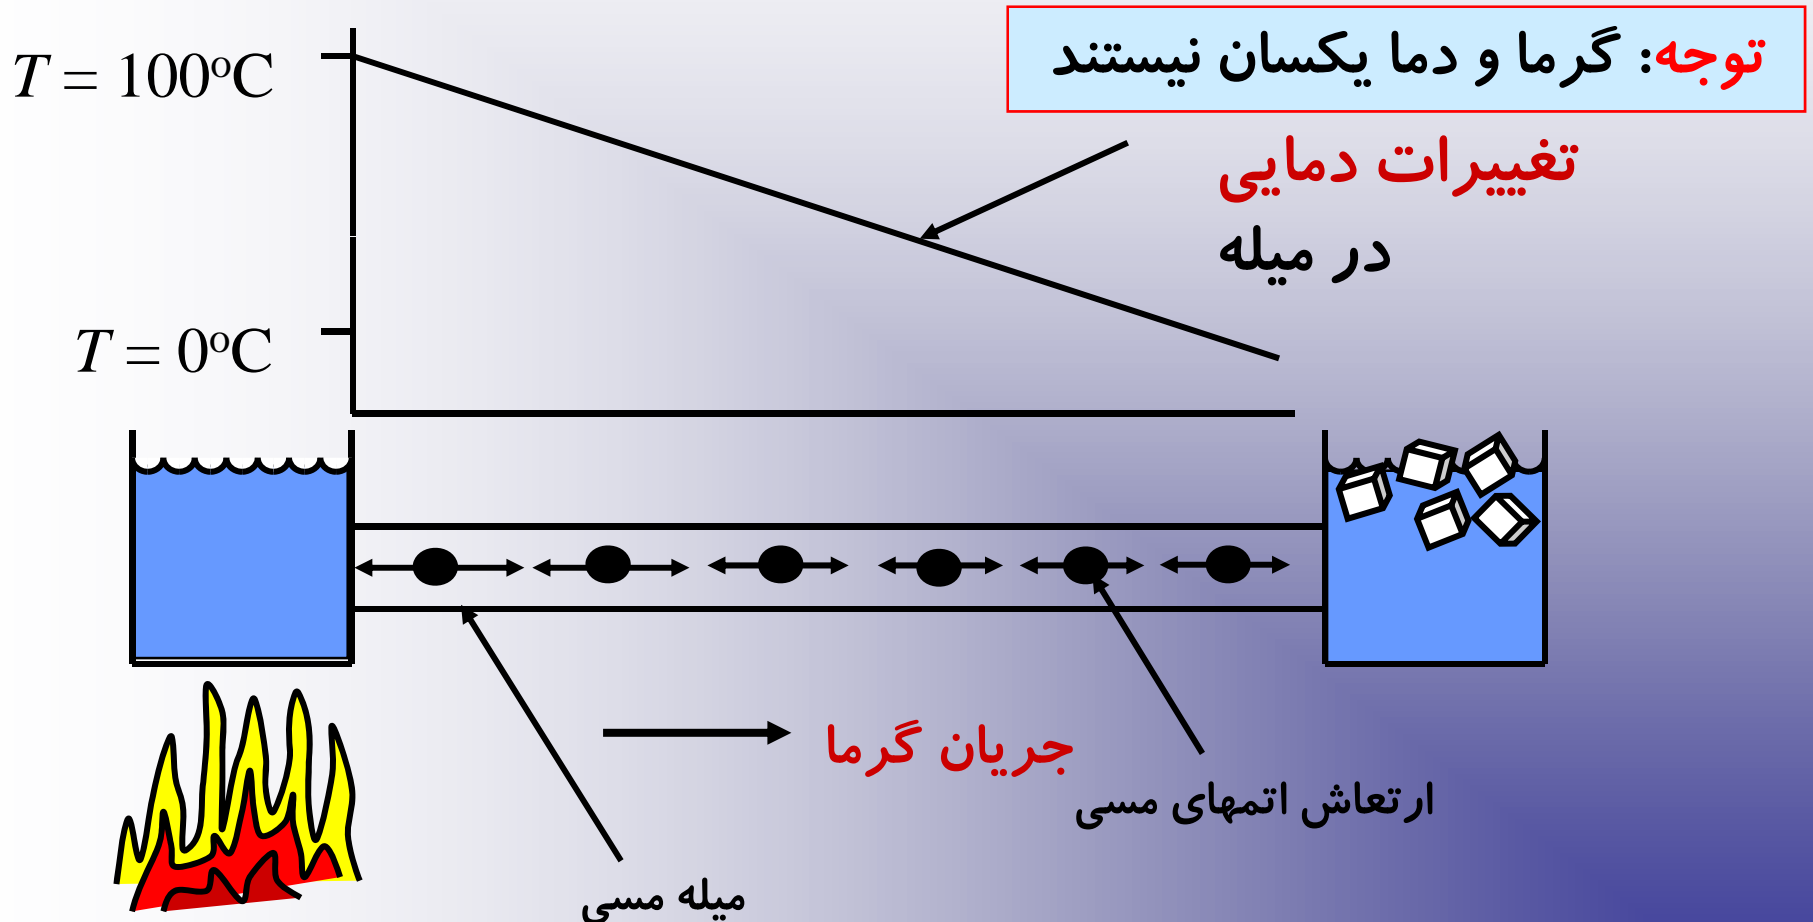 توجه: گرما و دما یکسان نیستند
T = 100ºC
تغییرات دمایی
در میله
T = 0ºC
جریان گرما
ارتعاش اتمهای مسی
میله مسی